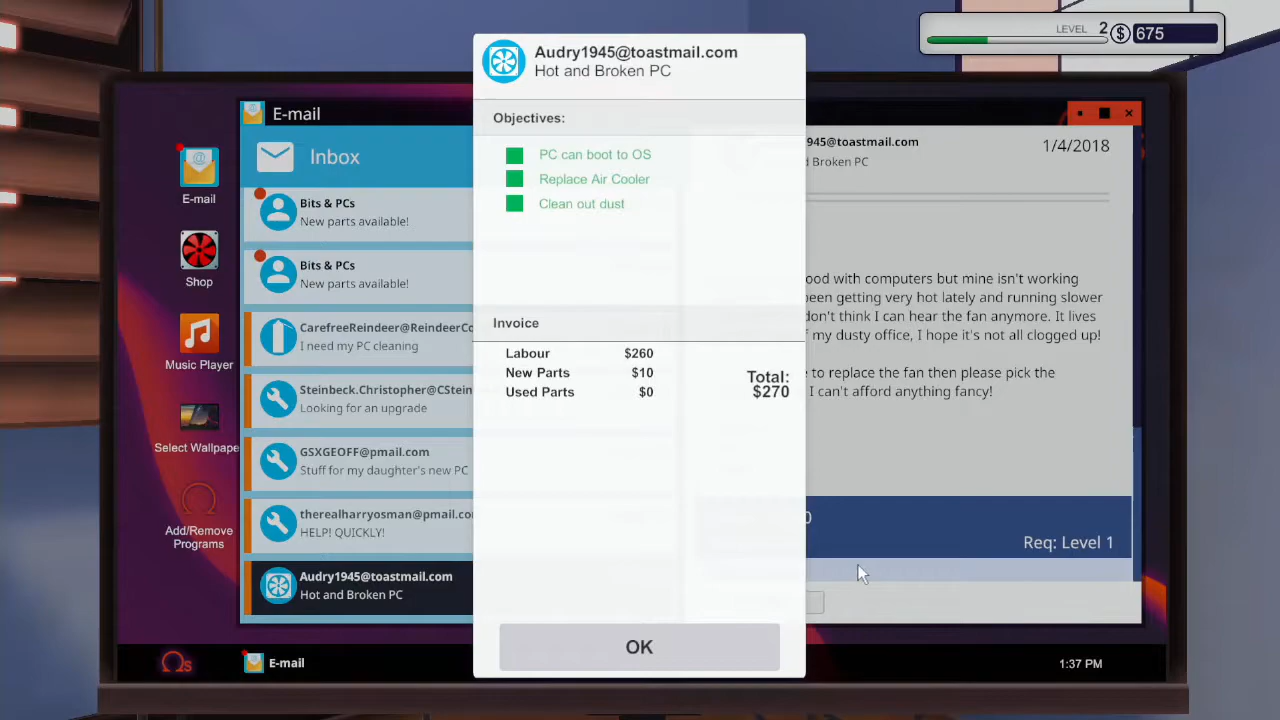 LEVEL 2 $ 675
Audry1945@toastmail.com
Hot and Broken PC
Objectives:
PC can boot to OS
Replace Air Cooler
Clean out dust
Invoice
Labour $260
New Parts $10
Used Parts $0
Total:
$270
OK
E-mail
Shop
Music Player
Select Wallpape
Add/Remove
Programs
E-mail
Inbox
Bits & PCs
New parts available!
Bits & PCs
New parts available!
CarefreeReindeer@ReindeerCo
I need my PC cleaning
Steinbeck.Christopher@CStein
Looking for an upgrade
GSXGEOFF@pmail.com
Stuff for my daughter's new PC
therealharryosman@pmail.co
HELP! QUICKLY!
Audry1945@toastmail.com
Hot and Broken PC
45@toastmail.com
1/4/2018
d Broken PC
ood with computers but mine isn't working
een getting very hot lately and running slower
don't think I can hear the fan anymore. It lives
f my dusty office, I hope it's not all clogged up!
e to replace the fan then please pick the
I can't afford anything fancy!
0
Req: Level 1
Ωs
E-mail
1:37 PM